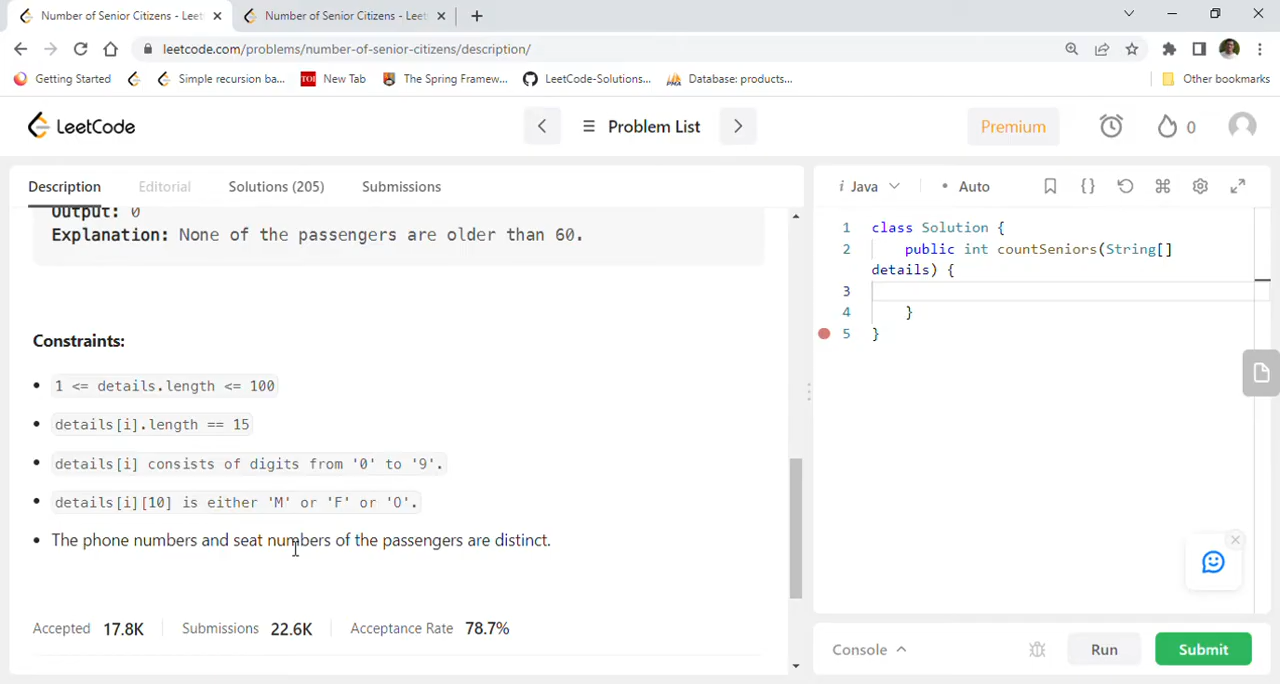 Number of Senior Citizens - Leet
Number of Senior Citizens - Leet
leetcode.com/problems/number-of-senior-citizens/description/
Getting Started
Simple recursion ba...
TOI
New Tab
The Spring Framew...
LeetCode-Solutions...
Database: products...
Other bookmarks
LeetCode
Problem List
Premium
0
Description
Editorial
Solutions (205)
Submissions
Output: 0
Explanation: None of the passengers are older than 60.
Constraints:
• 1 <= details.length <= 100
• details[i].length == 15
• details[i] consists of digits from '0' to '9'.
• details[i][10] is either 'M' or 'F' or 'O'.
• The phone numbers and seat numbers of the passengers are distinct.
Accepted 17.8K
Submissions 22.6K
Acceptance Rate 78.7%
i Java
• Auto
{}
1 class Solution {
2 public int countSeniors(String[]
details) {
3
4 }
5 }
Console
Run
Submit